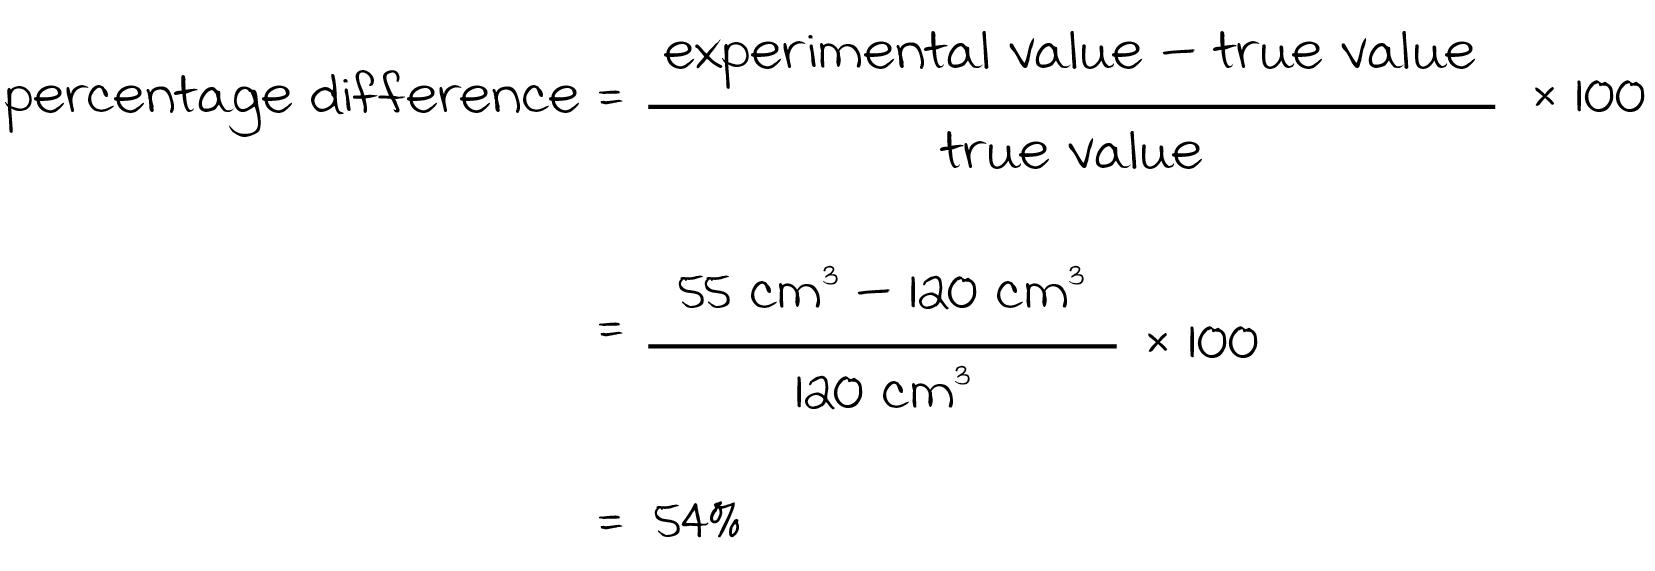 percentage difference = experimental value − true value / true value × 100
= 55 cm³ − 120 cm³ / 120 cm³ × 100
= 54%